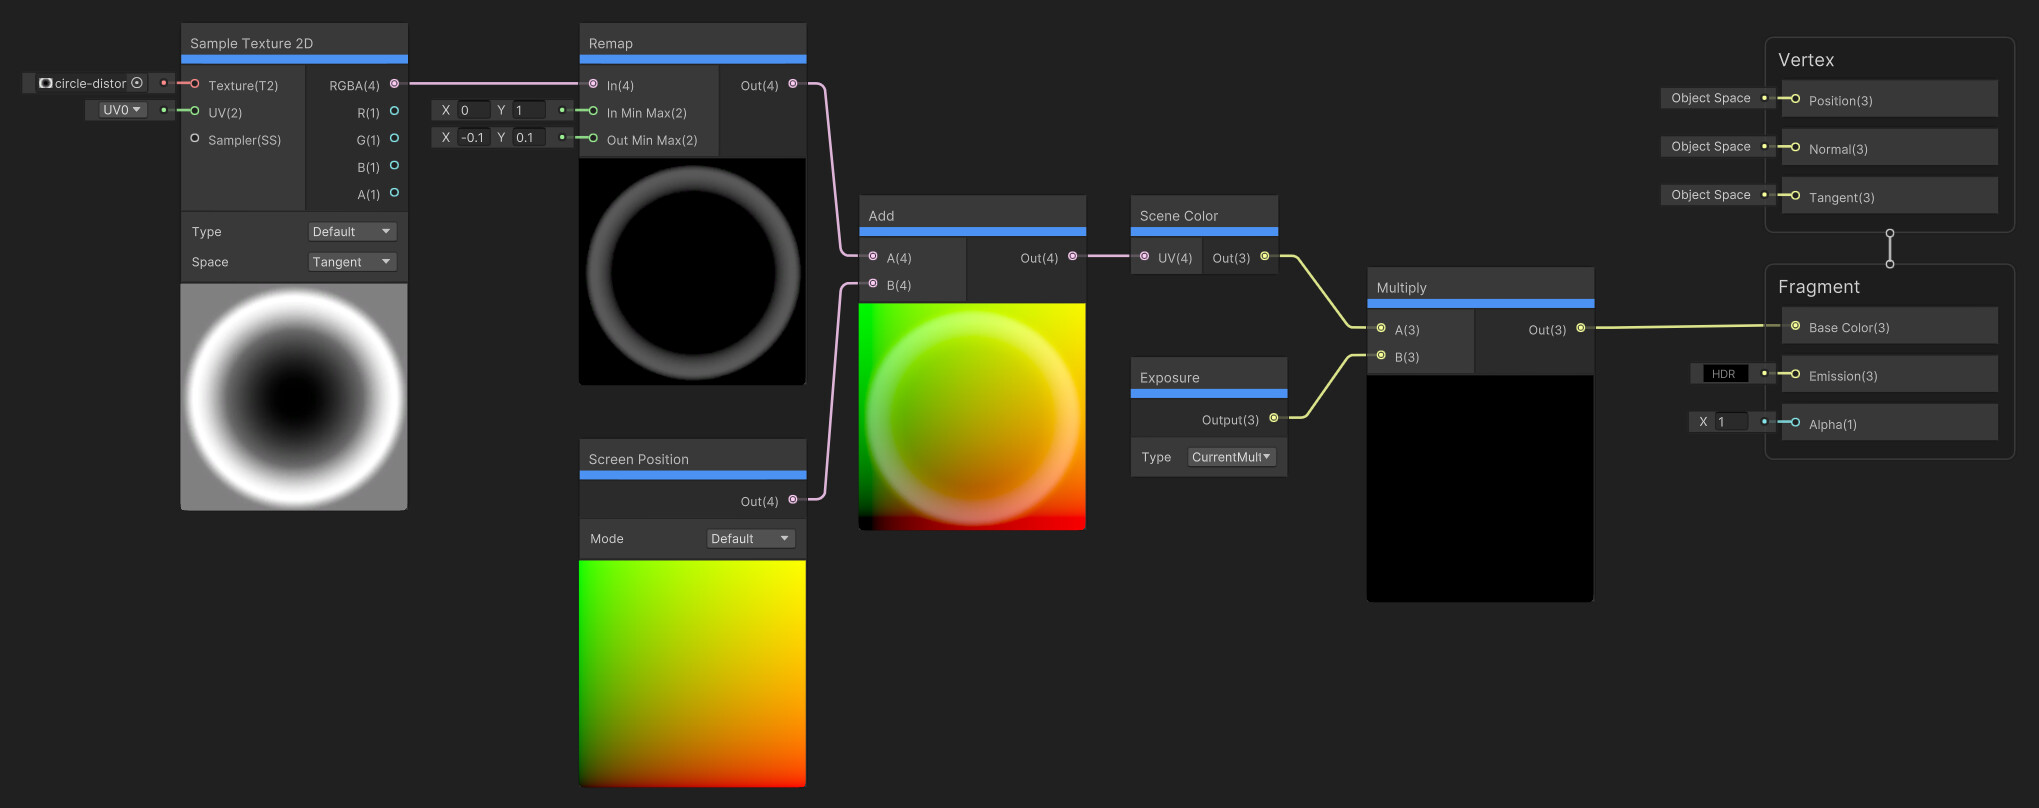 Sample Texture 2D
circle-distor
Texture(T2)
RGBA(4)
UV0
UV(2)
R(1)
Sampler(SS)
G(1)
B(1)
A(1)
Type
Default
Space
Tangent
Remap
In(4)
Out(4)
X 0 Y 1
In Min Max(2)
X -0.1 Y 0.1
Out Min Max(2)
Screen Position
Out(4)
Mode
Default
Add
A(4)
Out(4)
B(4)
Scene Color
UV(4)
Out(3)
Exposure
Output(3)
Type
CurrentMult
Multiply
A(3)
Out(3)
B(3)
Vertex
Object Space
Position(3)
Object Space
Normal(3)
Object Space
Tangent(3)
Fragment
Base Color(3)
HDR
Emission(3)
X 1
Alpha(1)